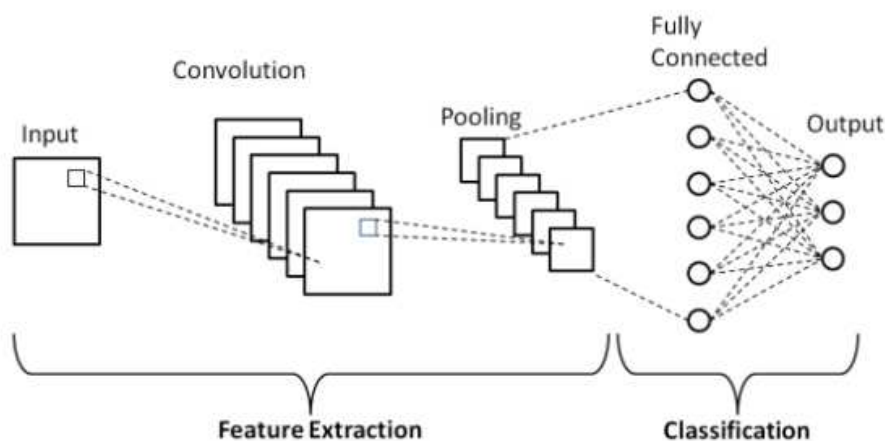 Fully
Connected
Convolution
Pooling
Output
Input
Feature Extraction
Classification